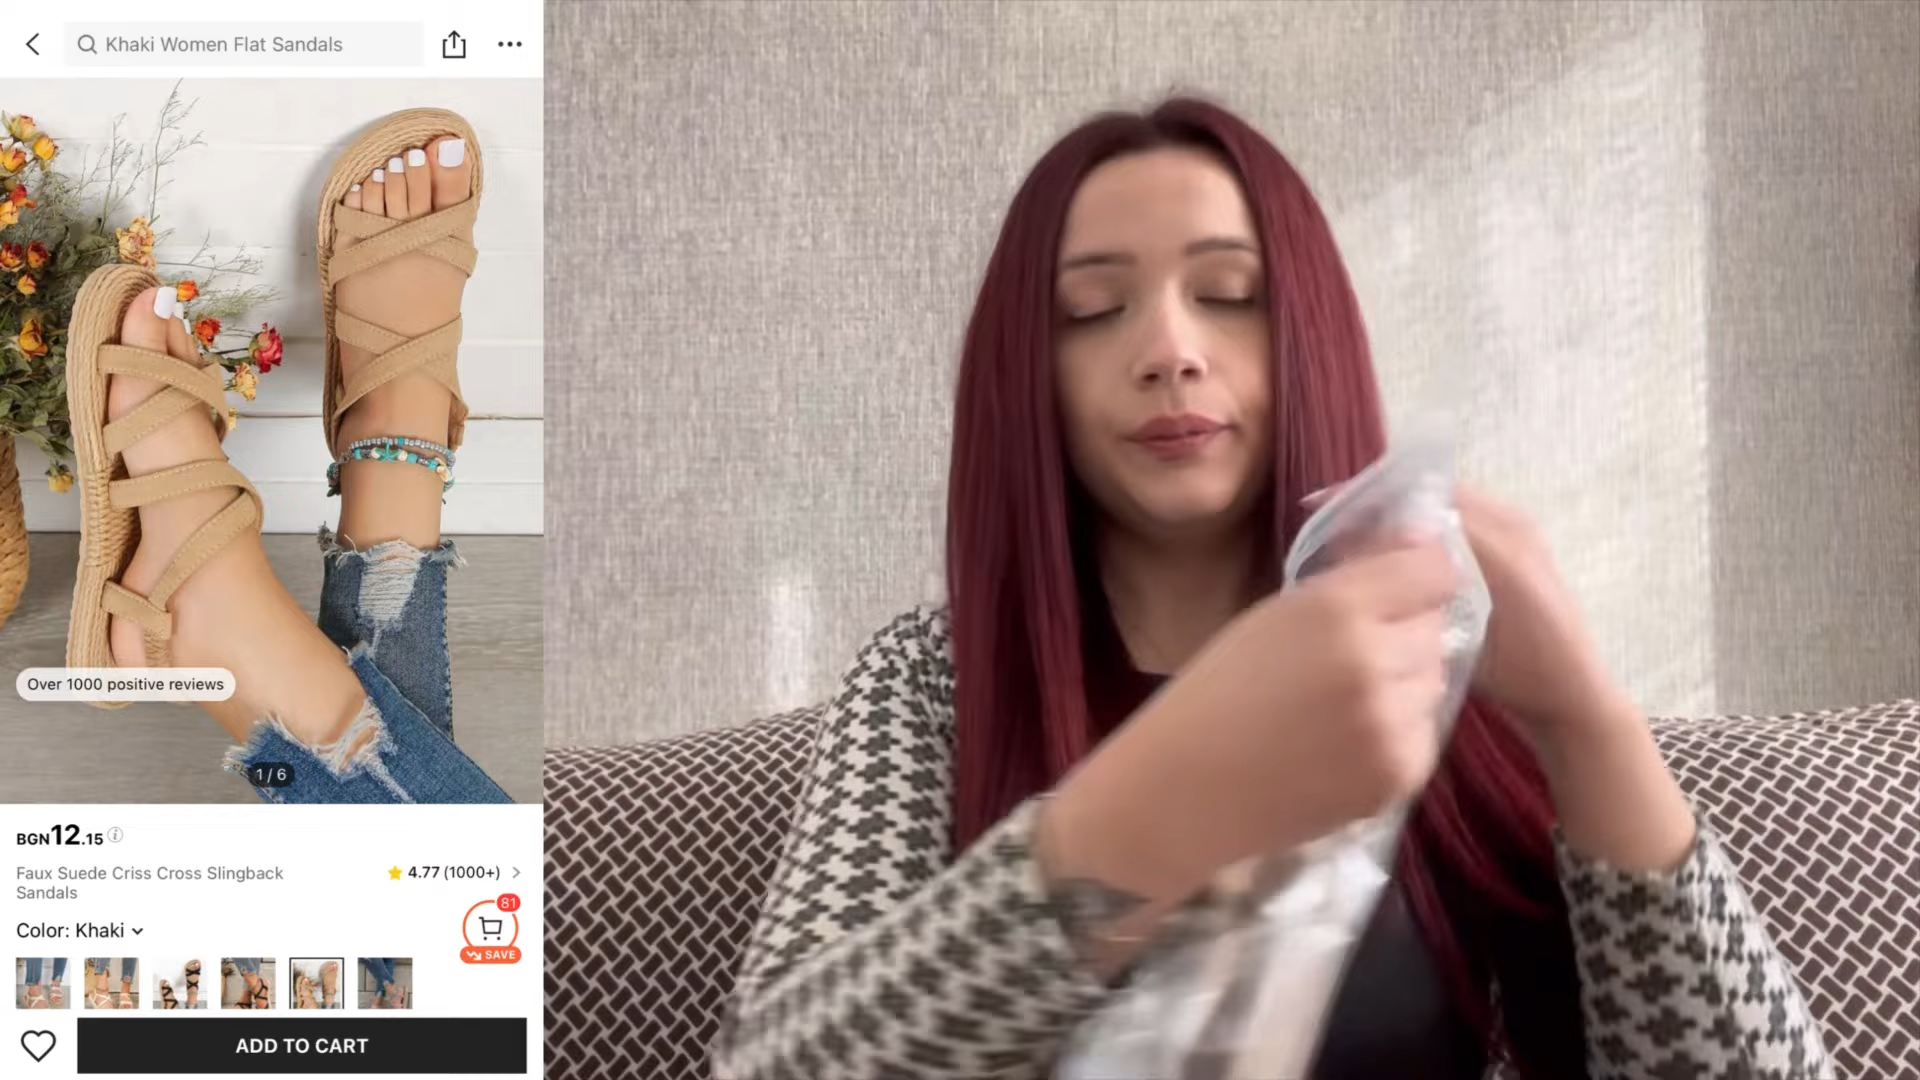 Khaki Women Flat Sandals
Over 1000 positive reviews
1 / 6
BGN12.15
Faux Suede Criss Cross Slingback
Sandals
4.77 (1000+)
Color: Khaki
81
SAVE
ADD TO CART